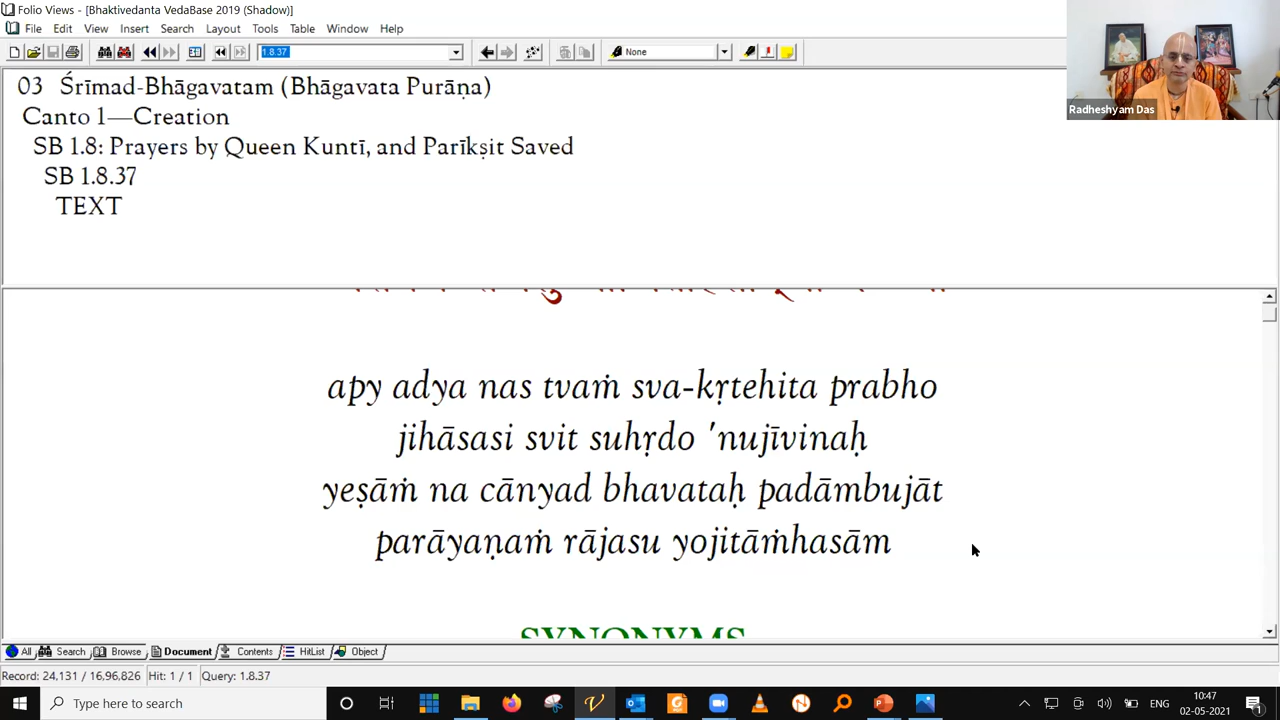 Folio Views - [Bhaktivedanta VedaBase 2019 (Shadow)]
File Edit View Insert Search Layout Tools Table Window Help
1.8.37 None
03 Śrīmad-Bhāgavatam (Bhāgavata Purāṇa)
Canto 1—Creation
SB 1.8: Prayers by Queen Kuntī, and Parīkṣit Saved
SB 1.8.37
TEXT
Radheshyam Das
apy adya nas tvaṁ sva-kṛtehita prabho
jihāsasi svit suhṛdo 'nujīvinaḥ
yeṣāṁ na cānyad bhavataḥ padāmbujāt
parāyaṇaṁ rājasu yojitāṁhasām
SYNONYMS
All Search Browse Document Contents HitList Object
Record: 24,131 / 16,96,826 Hit: 1 / 1 Query: 1.8.37
Type here to search
ENG
10:47
02-05-2021
1